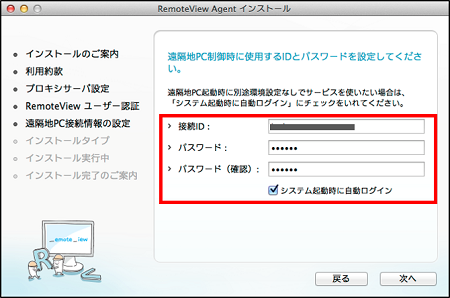 RemoteView Agent インストール
インストールのご案内
利用約款
プロキシサーバ設定
RemoteView ユーザー認証
遠隔地PC接続情報の設定
インストールタイプ
インストール実行中
インストール完了のご案内
遠隔地PC制御時に使用するIDとパスワードを設定してくださ
い。
遠隔地PC起動時に別途環境設定なしでサービスを使いたい場合は、
「システム起動時に自動ログイン」にチェックをいれてください。
接続ID：
パスワード：
パスワード（確認）：
システム起動時に自動ログイン
_emote_iew
R
戻る
次へ